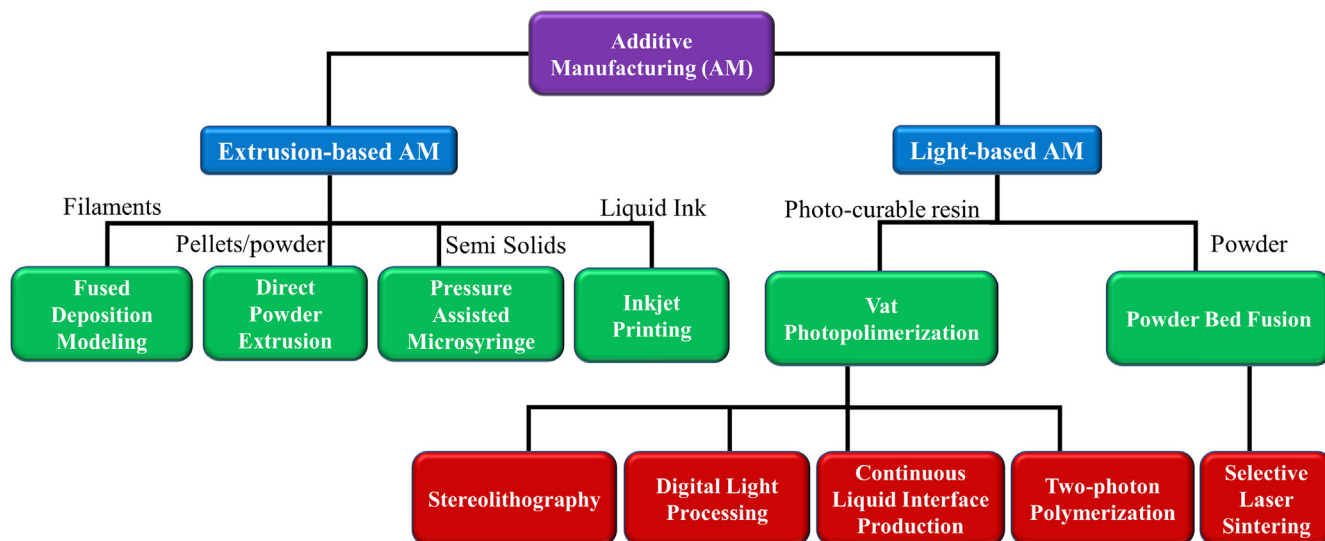 Additive
Manufacturing (AM)
Extrusion-based AM
Light-based AM
Filaments
Liquid Ink
Photo-curable resin
Pellets/powder
Semi Solids
Powder
Fused
Deposition
Modeling
Direct
Powder
Extrusion
Pressure
Assisted
Microsyringe
Inkjet
Printing
Vat
Photopolimerization
Powder Bed Fusion
Stereolithography
Digital Light
Processing
Continuous
Liquid Interface
Production
Two-photon
Polymerization
Selective
Laser
Sintering